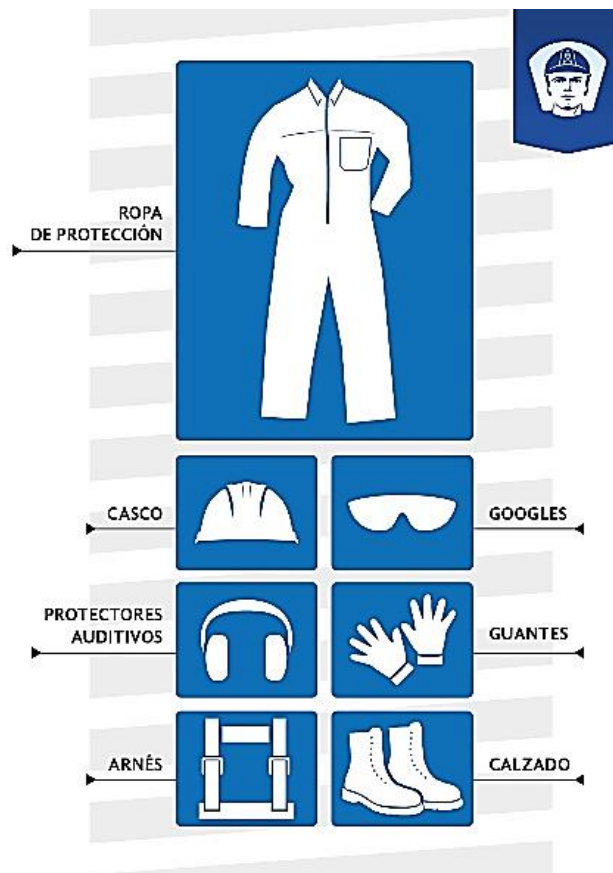 ROPA
DE PROTECCIÓN
CASCO
GOOGLES
PROTECTORES
AUDITIVOS
GUANTES
ARNÉS
CALZADO